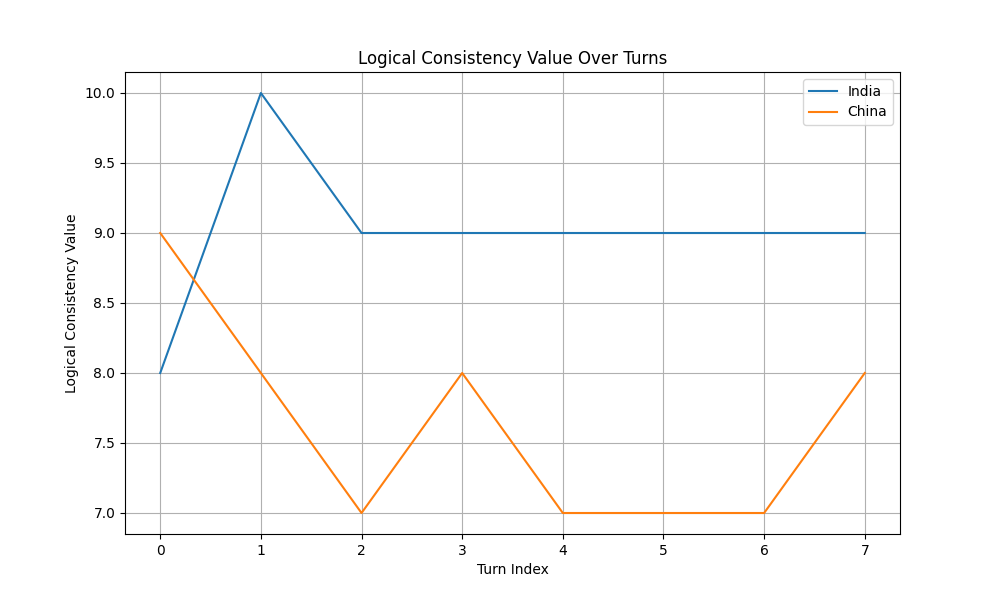 Logical Consistency Value Over Turns
India
China
10.0
9.5
9.0
8.5
8.0
7.5
7.0
Logical Consistency Value
0 1 2 3 4 5 6 7
Turn Index